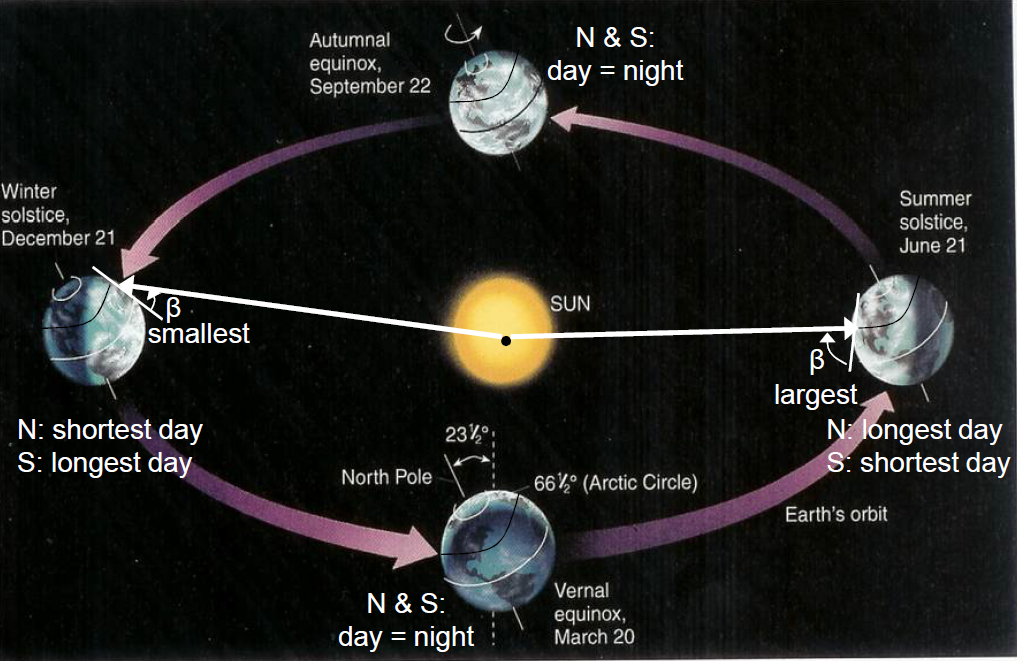 Autumnal
equinox,
September 22
N & S:
day = night
Winter
solstice,
December 21
Summer
solstice,
June 21
SUN
β
smallest
β
largest
N: shortest day
S: longest day
N: longest day
S: shortest day
23½°
North Pole
66½° (Arctic Circle)
Earth's orbit
N & S:
day = night
Vernal
equinox,
March 20